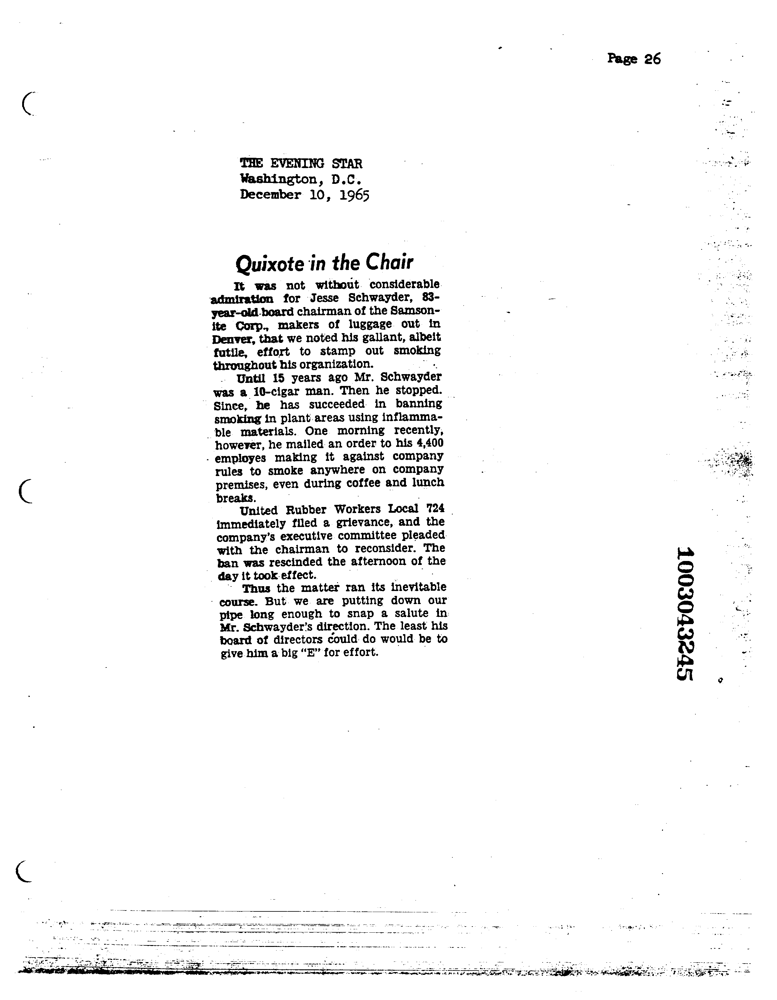 Page 26
THE EVENING STAR
Washington, D.C.
December 10, 1965
Quixote in the Chair
It was not without considerable
admiration for Jesse Schwayder, 83-
year-old board chairman of the Samson-
ite Corp., makers of luggage out in
Denver, that we noted his gallant, albeit
futile, effort to stamp out smoking
throughout his organization.
Until 15 years ago Mr. Schwayder
was a 10-cigar man. Then he stopped.
Since, he has succeeded in banning
smoking in plant areas using inflamma-
ble materials. One morning recently,
however, he mailed an order to his 4,400
employes making it against company
rules to smoke anywhere on company
premises, even during coffee and lunch
breaks.
United Rubber Workers Local 724
immediately filed a grievance, and the
company's executive committee pleaded
with the chairman to reconsider. The
ban was rescinded the afternoon of the
day it took effect.
Thus the matter ran its inevitable
course. But we are putting down our
pipe long enough to snap a salute in
Mr. Schwayder's direction. The least his
board of directors could do would be to
give him a big "E" for effort.
1003043245